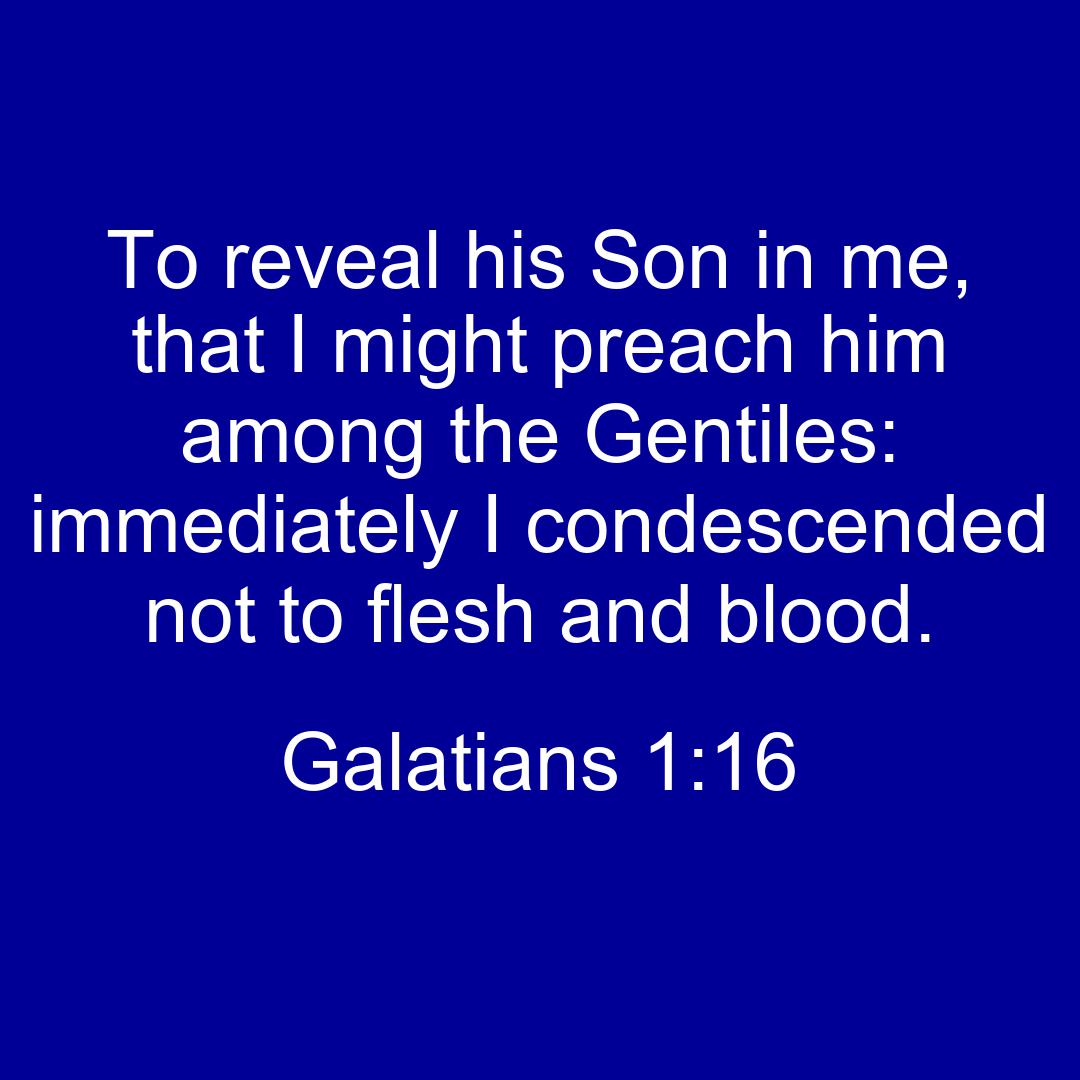 To reveal his Son in me,
that I might preach him
among the Gentiles:
immediately I condescended
not to flesh and blood.
Galatians 1:16